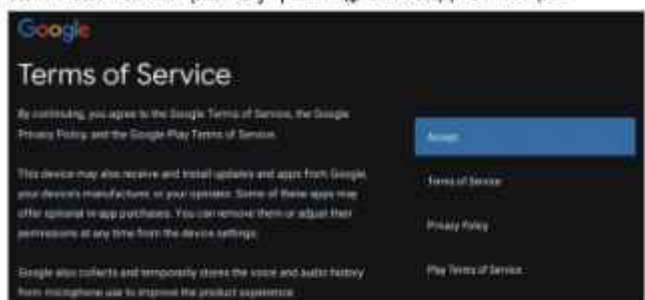 Google
Terms of Service
By continuing, you agree to the Google Terms of Service, the Google
Privacy Policy, and the Google Play Terms of Service.
Accept
This device may also receive and install updates and apps from Google,
your device's manufacturer, or your operator. Some of these apps may
offer optional in-app purchases. You can remove them or adjust their
permissions at any time from the device settings.
Terms of Service
Privacy Policy
Google also collects and temporarily stores the voice and audio history
from microphone use to improve the product experience
Play Terms of Service